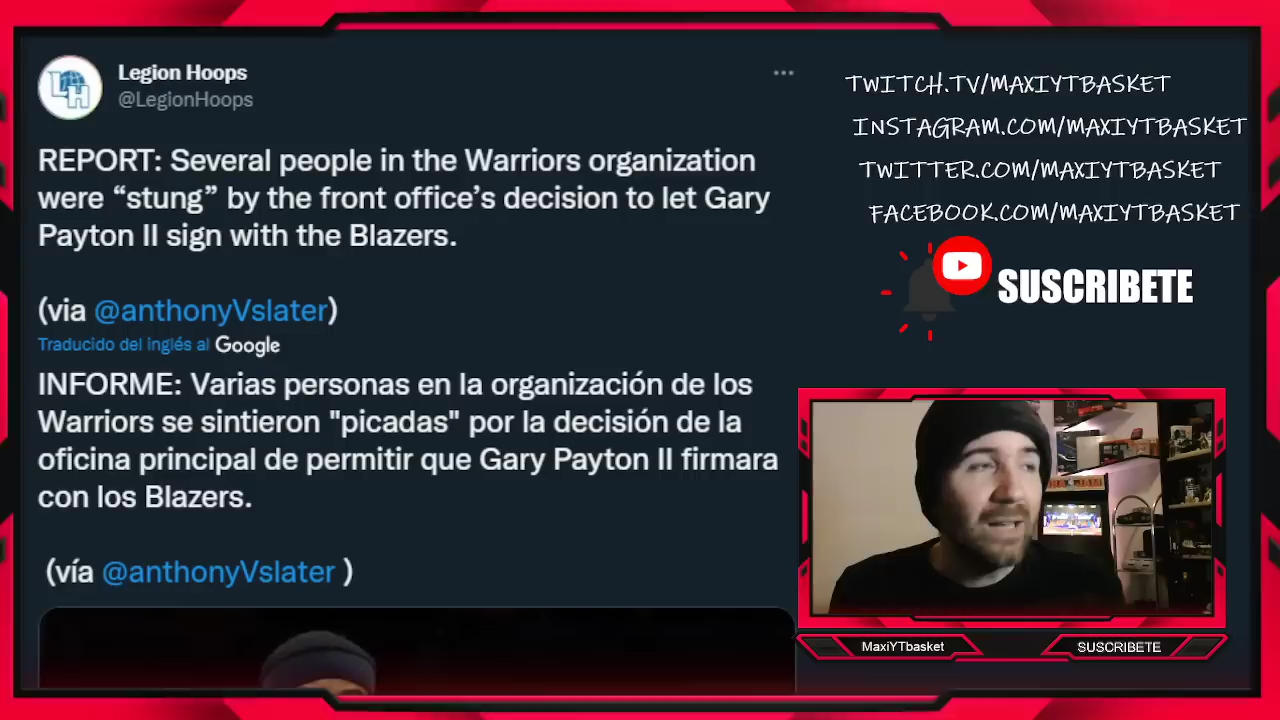 Legion Hoops
@LegionHoops
REPORT: Several people in the Warriors organization
were “stung” by the front office’s decision to let Gary
Payton II sign with the Blazers.
(via @anthonyVslater)
Traducido del inglés al Google
INFORME: Varias personas en la organización de los
Warriors se sintieron "picadas" por la decisión de la
oficina principal de permitir que Gary Payton II firmara
con los Blazers.
(vía @anthonyVslater )
TWITCH.TV/MAXIYTBASKET
INSTAGRAM.COM/MAXIYTBASKET
TWITTER.COM/MAXIYTBASKET
FACEBOOK.COM/MAXIYTBASKET
SUSCRIBETE
MaxiYTbasket
SUSCRIBETE